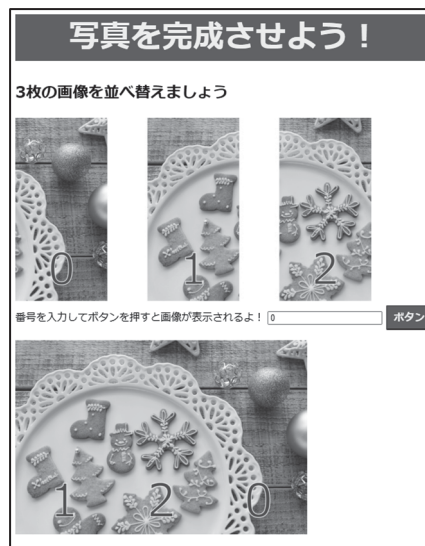 写真を完成させよう！
3枚の画像を並べ替えましょう
0 1 2
番号を入力してボタンを押すと画像が表示されるよ！ 0 ボタン
1 2 0